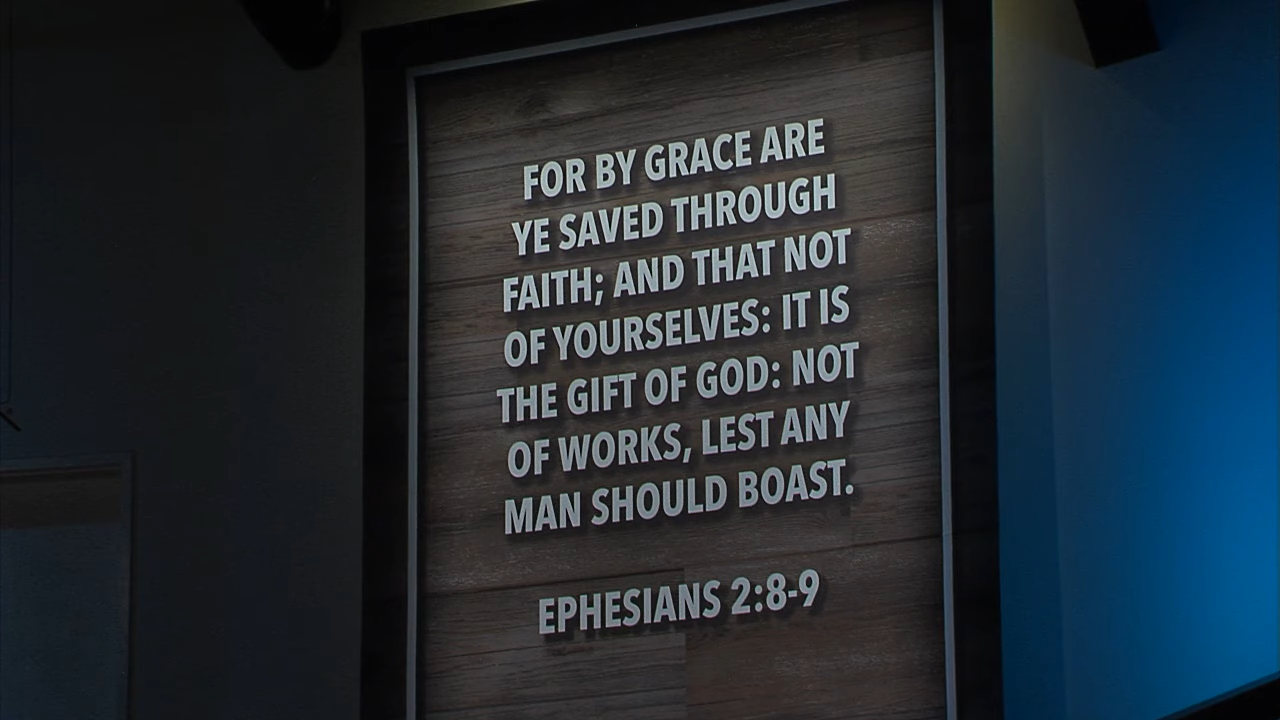 FOR BY GRACE ARE
YE SAVED THROUGH
FAITH; AND THAT NOT
OF YOURSELVES: IT IS
THE GIFT OF GOD: NOT
OF WORKS, LEST ANY
MAN SHOULD BOAST.
EPHESIANS 2:8-9